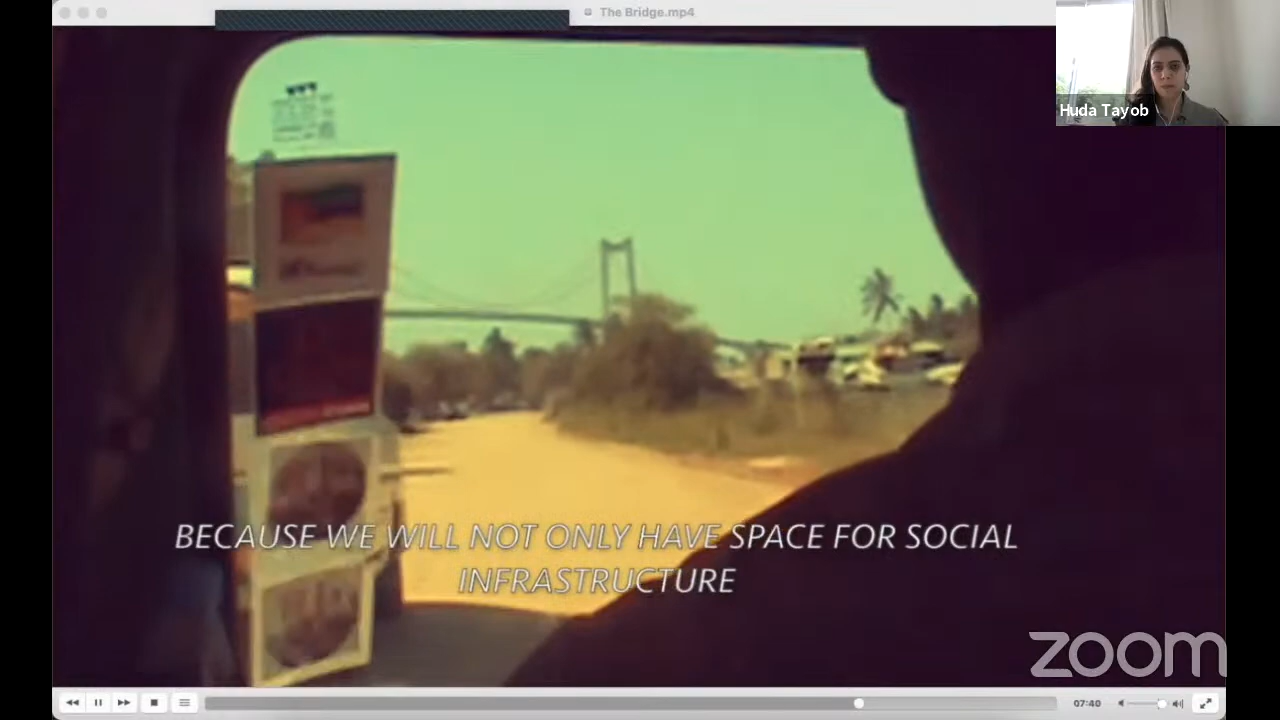 The Bridge.mp4
Huda Tayob
BECAUSE WE WILL NOT ONLY HAVE SPACE FOR SOCIAL
INFRASTRUCTURE
zoom
07:40